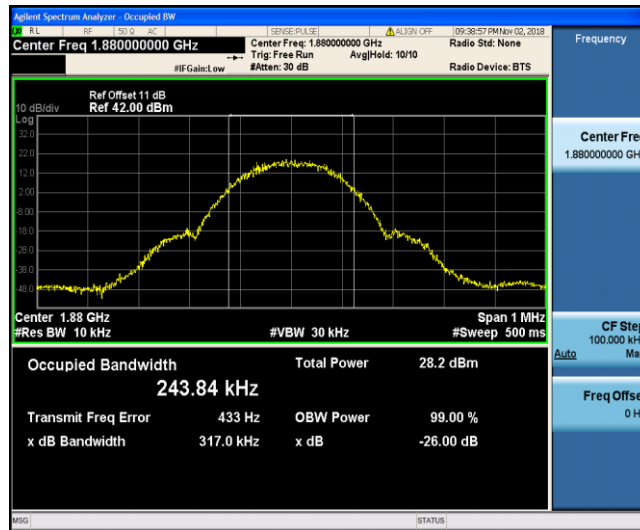 Agilent Spectrum Analyzer - Occupied BW
RL RF 50 Ω AC SENSE:PULSE ALIGN OFF 09:38:57 PM Nov 02, 2018
Center Freq 1.880000000 GHz
Center Freq: 1.880000000 GHz
Radio Std: None
Trig: Free Run Avg|Hold: 10/10
#IFGain:Low #Atten: 30 dB Radio Device: BTS
Frequency
Ref Offset 11 dB
10 dB/div Ref 42.00 dBm
Log
32.0
22.0
12.0
2.00
-8.00
-18.0
-28.0
-38.0
-48.0
Center 1.88 GHz Span 1 MHz
#Res BW 10 kHz #VBW 30 kHz #Sweep 500 ms
Occupied Bandwidth Total Power 28.2 dBm
243.84 kHz
Transmit Freq Error 433 Hz OBW Power 99.00 %
x dB Bandwidth 317.0 kHz x dB -26.00 dB
Center Fre
1.880000000 GH
CF Step
100.000 kH
Auto Ma
Freq Offse
0 H
MSG STATUS